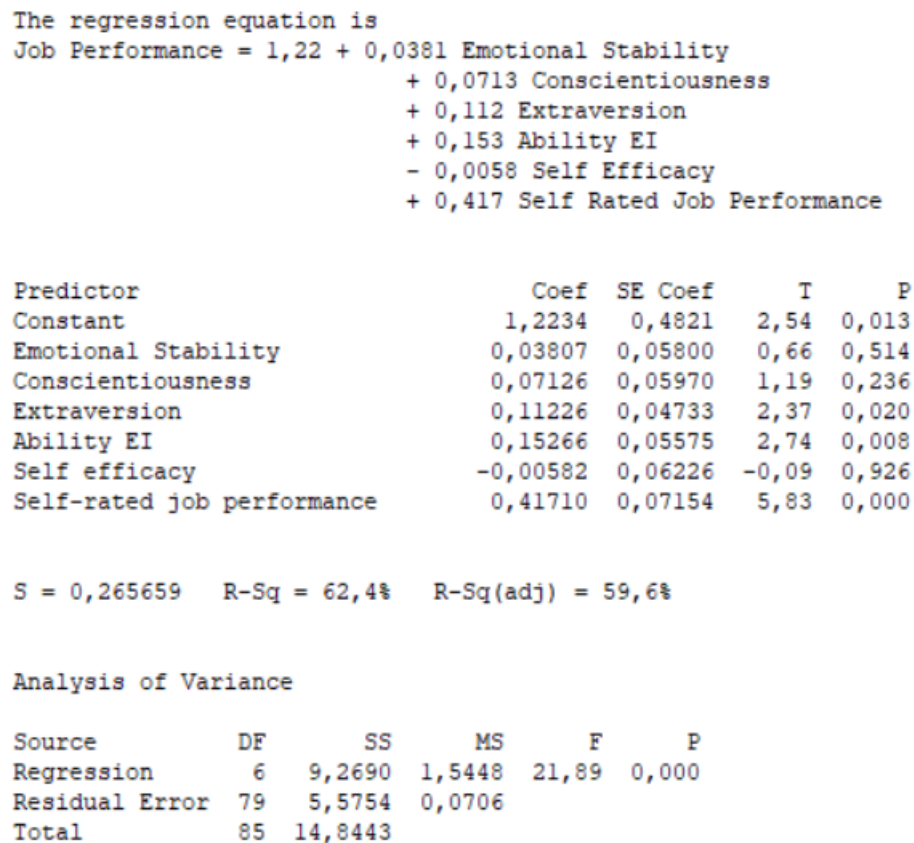 The regression equation is
Job Performance = 1,22 + 0,0381 Emotional Stability
+ 0,0713 Conscientiousness
+ 0,112 Extraversion
+ 0,153 Ability EI
- 0,0058 Self Efficacy
+ 0,417 Self Rated Job Performance
Predictor Coef SE Coef T P
Constant 1,2234 0,4821 2,54 0,013
Emotional Stability 0,03807 0,05800 0,66 0,514
Conscientiousness 0,07126 0,05970 1,19 0,236
Extraversion 0,11226 0,04733 2,37 0,020
Ability EI 0,15266 0,05575 2,74 0,008
Self efficacy -0,00582 0,06226 -0,09 0,926
Self-rated job performance 0,41710 0,07154 5,83 0,000
S = 0,265659 R-Sq = 62,4% R-Sq(adj) = 59,6%
Analysis of Variance
Source DF SS MS F P
Regression 6 9,2690 1,5448 21,89 0,000
Residual Error 79 5,5754 0,0706
Total 85 14,8443